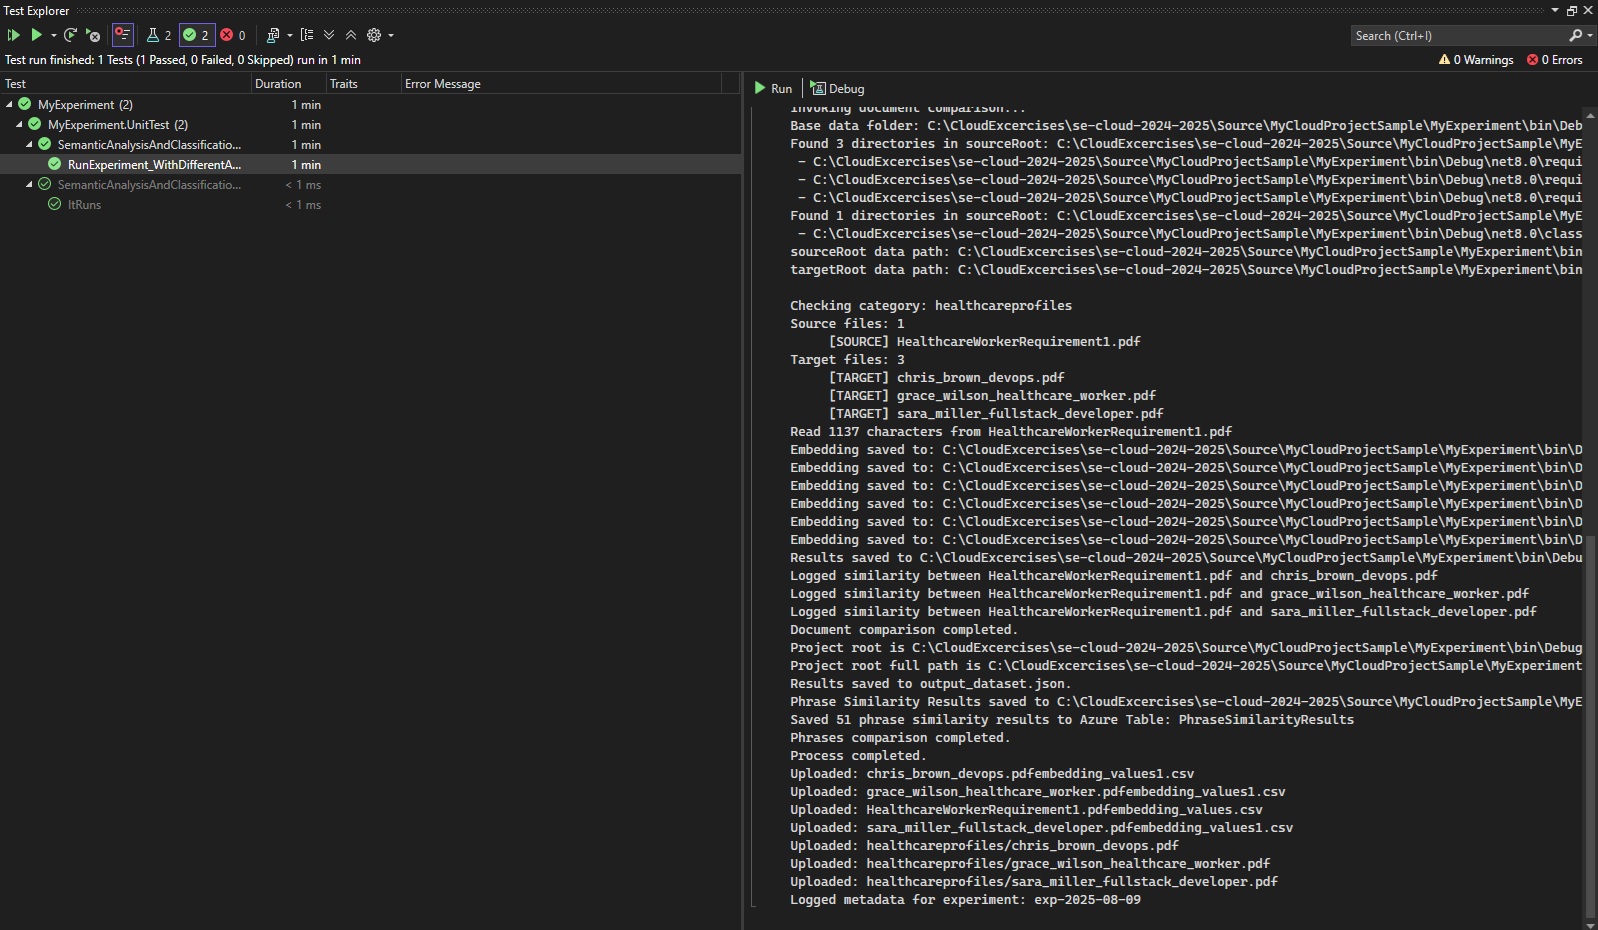 Test Explorer
2 2 0
Search (Ctrl+I)
Test run finished: 1 Tests (1 Passed, 0 Failed, 0 Skipped) run in 1 min
0 Warnings 0 Errors
Test Duration Traits Error Message
MyExperiment (2) 1 min
MyExperiment.UnitTest (2) 1 min
SemanticAnalysisAndClassificatio... 1 min
RunExperiment_WithDifferentA... 1 min
SemanticAnalysisAndClassificatio... < 1 ms
ItRuns < 1 ms
Run Debug
Invoking document comparison...
Base data folder: C:\CloudExcercises\se-cloud-2024-2025\Source\MyCloudProjectSample\MyExperiment\bin\Deb
Found 3 directories in sourceRoot: C:\CloudExcercises\se-cloud-2024-2025\Source\MyCloudProjectSample\MyE
- C:\CloudExcercises\se-cloud-2024-2025\Source\MyCloudProjectSample\MyExperiment\bin\Debug\net8.0\requi
- C:\CloudExcercises\se-cloud-2024-2025\Source\MyCloudProjectSample\MyExperiment\bin\Debug\net8.0\requi
- C:\CloudExcercises\se-cloud-2024-2025\Source\MyCloudProjectSample\MyExperiment\bin\Debug\net8.0\requi
Found 1 directories in sourceRoot: C:\CloudExcercises\se-cloud-2024-2025\Source\MyCloudProjectSample\MyE
- C:\CloudExcercises\se-cloud-2024-2025\Source\MyCloudProjectSample\MyExperiment\bin\Debug\net8.0\class
sourceRoot data path: C:\CloudExcercises\se-cloud-2024-2025\Source\MyCloudProjectSample\MyExperiment\bin
targetRoot data path: C:\CloudExcercises\se-cloud-2024-2025\Source\MyCloudProjectSample\MyExperiment\bin
Checking category: healthcareprofiles
Source files: 1
[SOURCE] HealthcareWorkerRequirement1.pdf
Target files: 3
[TARGET] chris_brown_devops.pdf
[TARGET] grace_wilson_healthcare_worker.pdf
[TARGET] sara_miller_fullstack_developer.pdf
Read 1137 characters from HealthcareWorkerRequirement1.pdf
Embedding saved to: C:\CloudExcercises\se-cloud-2024-2025\Source\MyCloudProjectSample\MyExperiment\bin\D
Embedding saved to: C:\CloudExcercises\se-cloud-2024-2025\Source\MyCloudProjectSample\MyExperiment\bin\D
Embedding saved to: C:\CloudExcercises\se-cloud-2024-2025\Source\MyCloudProjectSample\MyExperiment\bin\D
Embedding saved to: C:\CloudExcercises\se-cloud-2024-2025\Source\MyCloudProjectSample\MyExperiment\bin\D
Embedding saved to: C:\CloudExcercises\se-cloud-2024-2025\Source\MyCloudProjectSample\MyExperiment\bin\D
Embedding saved to: C:\CloudExcercises\se-cloud-2024-2025\Source\MyCloudProjectSample\MyExperiment\bin\D
Results saved to C:\CloudExcercises\se-cloud-2024-2025\Source\MyCloudProjectSample\MyExperiment\bin\Debu
Logged similarity between HealthcareWorkerRequirement1.pdf and chris_brown_devops.pdf
Logged similarity between HealthcareWorkerRequirement1.pdf and grace_wilson_healthcare_worker.pdf
Logged similarity between HealthcareWorkerRequirement1.pdf and sara_miller_fullstack_developer.pdf
Document comparison completed.
Project root is C:\CloudExcercises\se-cloud-2024-2025\Source\MyCloudProjectSample\MyExperiment\bin\Debug
Project root full path is C:\CloudExcercises\se-cloud-2024-2025\Source\MyCloudProjectSample\MyExperiment
Results saved to output_dataset.json.
Phrase Similarity Results saved to C:\CloudExcercises\se-cloud-2024-2025\Source\MyCloudProjectSample\MyE
Saved 51 phrase similarity results to Azure Table: PhraseSimilarityResults
Phrases comparison completed.
Process completed.
Uploaded: chris_brown_devops.pdfembedding_values1.csv
Uploaded: grace_wilson_healthcare_worker.pdfembedding_values1.csv
Uploaded: HealthcareWorkerRequirement1.pdfembedding_values.csv
Uploaded: sara_miller_fullstack_developer.pdfembedding_values1.csv
Uploaded: healthcareprofiles/chris_brown_devops.pdf
Uploaded: healthcareprofiles/grace_wilson_healthcare_worker.pdf
Uploaded: healthcareprofiles/sara_miller_fullstack_developer.pdf
Logged metadata for experiment: exp-2025-08-09